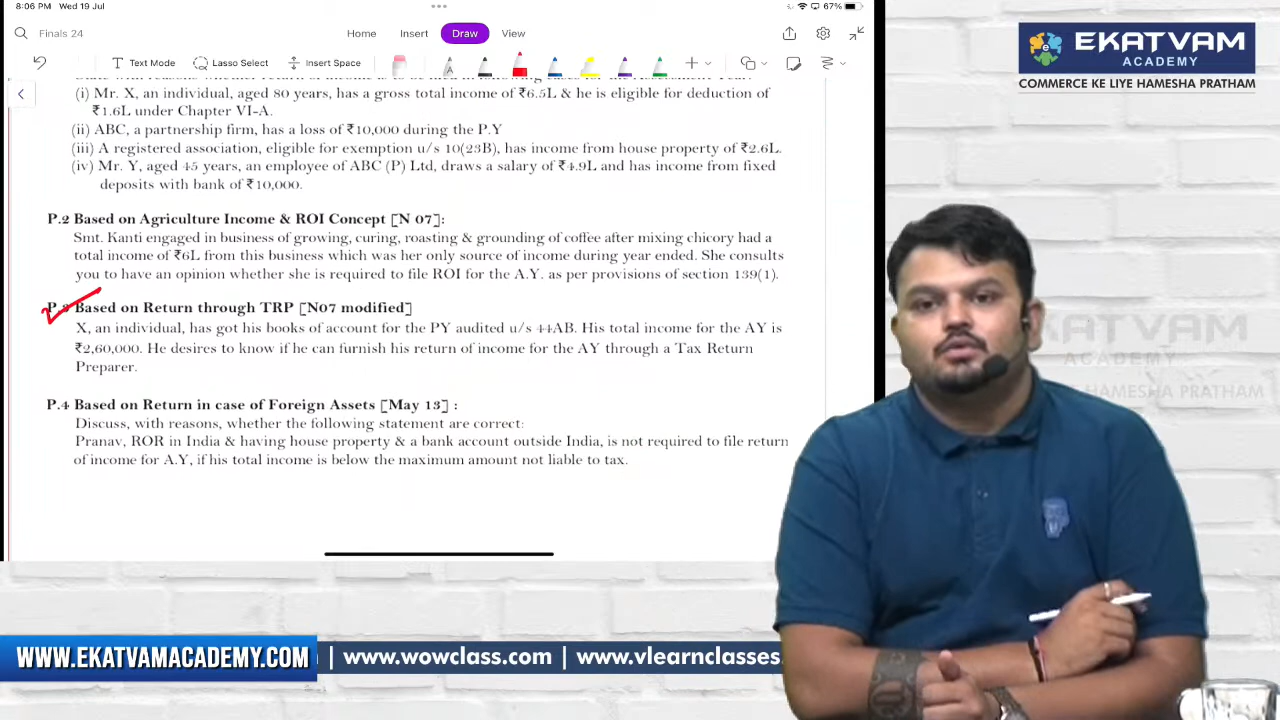 8:06 PM Wed 19 Jul
67%
Finals 24
Home Insert Draw View
Text Mode Lasso Select Insert Space
(i) Mr. X, an individual, aged 80 years, has a gross total income of ₹6.5L & he is eligible for deduction of
₹1.6L under Chapter VI-A.
(ii) ABC, a partnership firm, has a loss of ₹10,000 during the P.Y
(iii) A registered association, eligible for exemption u/s 10(23B), has income from house property of ₹2.6L.
(iv) Mr. Y, aged 45 years, an employee of ABC (P) Ltd, draws a salary of ₹4.9L and has income from fixed
deposits with bank of ₹10,000.
P.2 Based on Agriculture Income & ROI Concept [N 07]:
Smt. Kanti engaged in business of growing, curing, roasting & grounding of coffee after mixing chicory had a
total income of ₹6L from this business which was her only source of income during year ended. She consults
you to have an opinion whether she is required to file ROI for the A.Y. as per provisions of section 139(1).
P.3 Based on Return through TRP [N07 modified]
X, an individual, has got his books of account for the PY audited u/s 44AB. His total income for the AY is
₹2,60,000. He desires to know if he can furnish his return of income for the AY through a Tax Return
Preparer.
P.4 Based on Return in case of Foreign Assets [May 13] :
Discuss, with reasons, whether the following statement are correct:
Pranav, ROR in India & having house property & a bank account outside India, is not required to file return
of income for A.Y, if his total income is below the maximum amount not liable to tax.
EKATVAM
ACADEMY
COMMERCE KE LIYE HAMESHA PRATHAM
KATVAM
ACADEMY
HAMESHA PRATHAM
WWW.EKATVAMACADEMY.COM | www.wowclass.com | www.vlearnclasses.